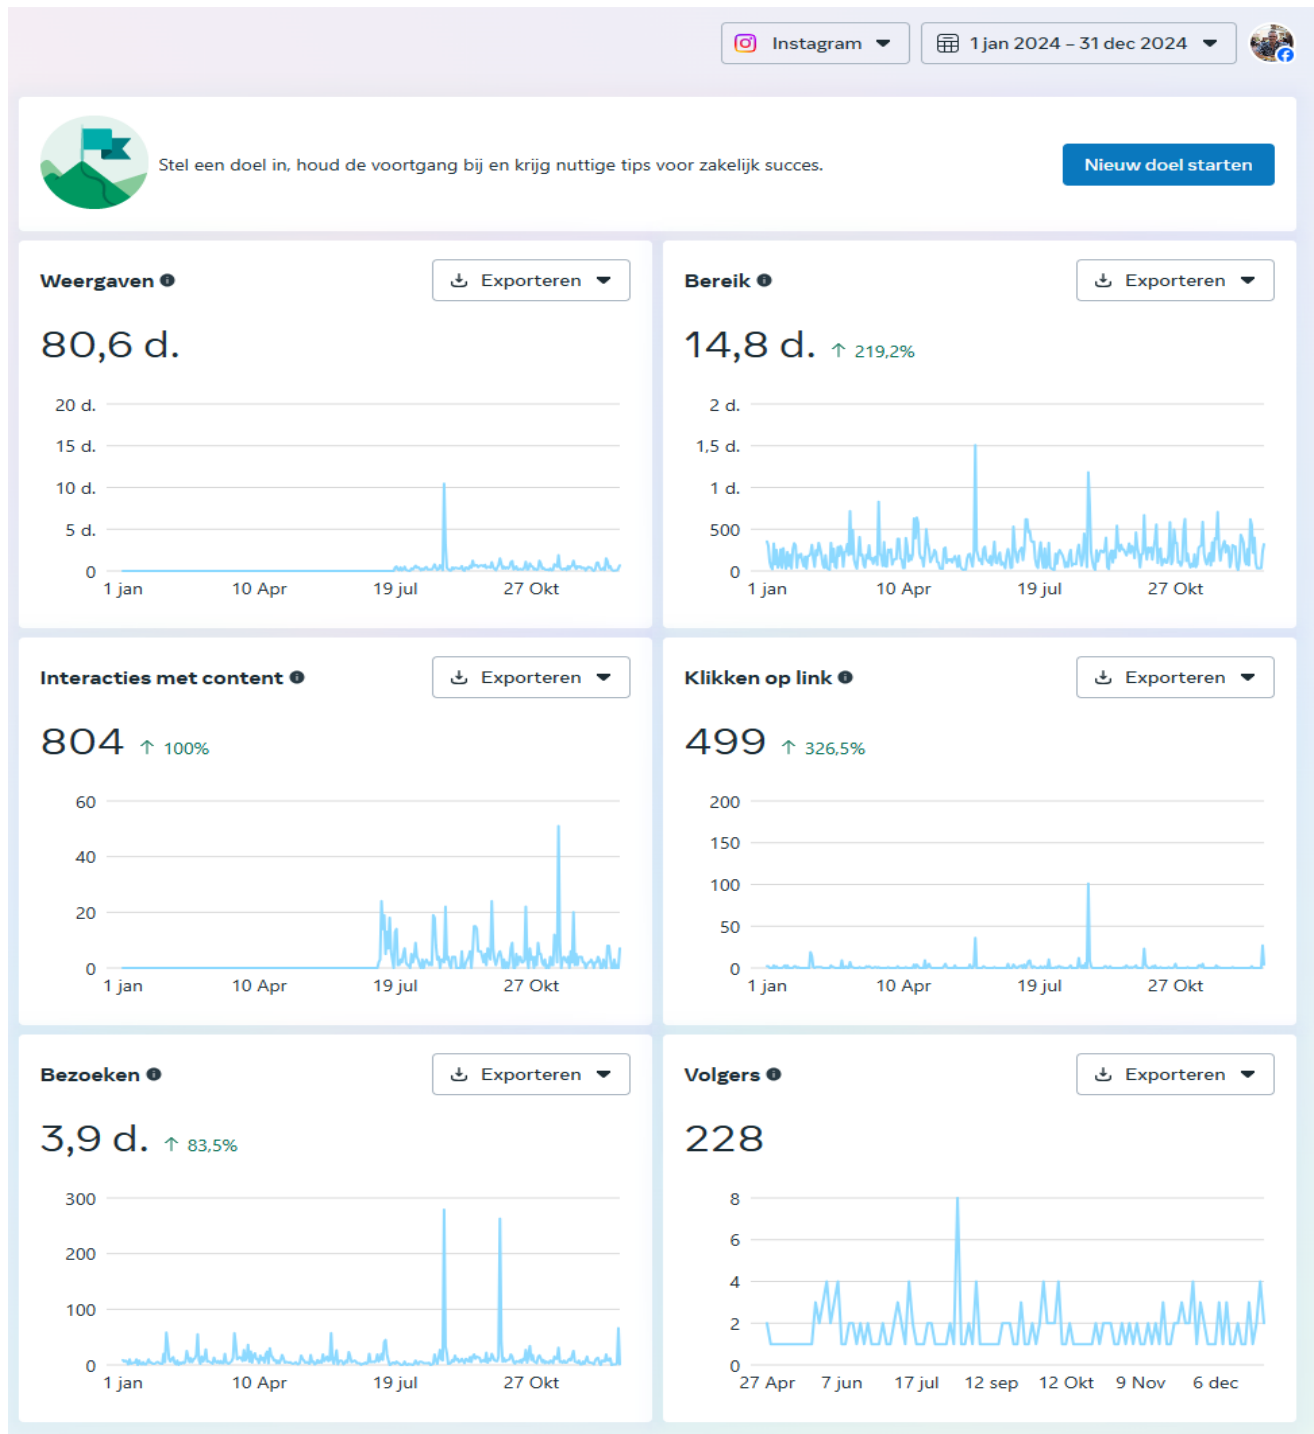 Instagram
1 jan 2024 – 31 dec 2024
Stel een doel in, houd de voortgang bij en krijg nuttige tips voor zakelijk succes.
Nieuw doel starten
Weergaven
Exporteren
80,6 d.
20 d.
15 d.
10 d.
5 d.
0
1 jan 10 Apr 19 jul 27 Okt
Bereik
Exporteren
14,8 d. ↑ 219,2%
2 d.
1,5 d.
1 d.
500
0
1 jan 10 Apr 19 jul 27 Okt
Interacties met content
Exporteren
804 ↑ 100%
60
40
20
0
1 jan 10 Apr 19 jul 27 Okt
Klikken op link
Exporteren
499 ↑ 326,5%
200
150
100
50
0
1 jan 10 Apr 19 jul 27 Okt
Bezoeken
Exporteren
3,9 d. ↑ 83,5%
300
200
100
0
1 jan 10 Apr 19 jul 27 Okt
Volgers
Exporteren
228
8
6
4
2
0
27 Apr 7 jun 17 jul 12 sep 12 Okt 9 Nov 6 dec